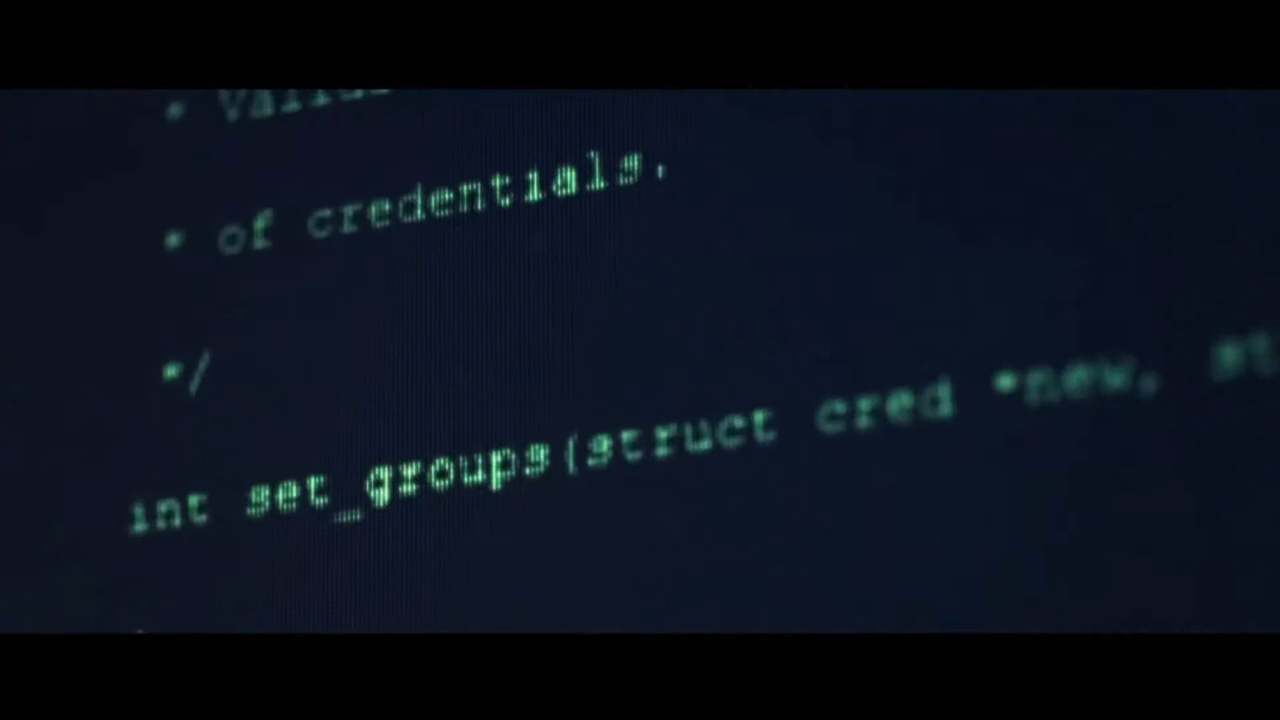 *
* of credentials.
*/
int set_groups(struct cred *new,